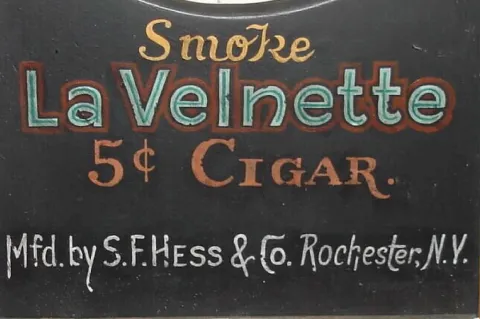 Smoke
La Velnette
5¢ CIGAR.
Mfd. by S.F. HESS & Co. Rochester, N.Y.